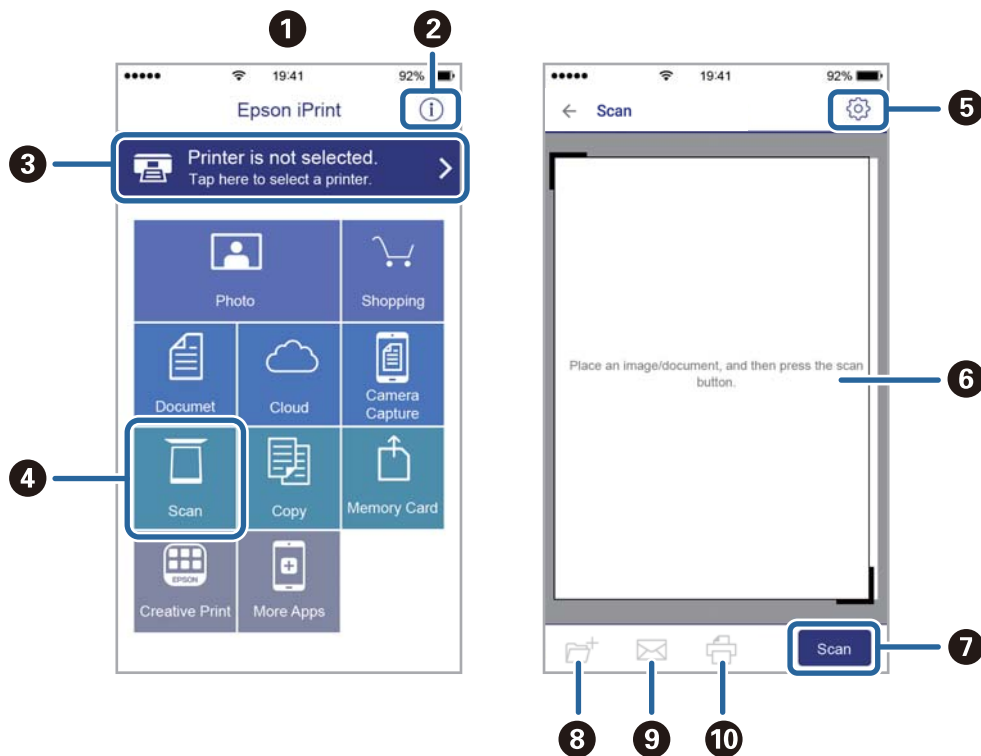 1
2
19:41
92%
Epson iPrint
i
3
Printer is not selected.
Tap here to select a printer.
Photo
Shopping
Documet
Cloud
Camera
Capture
4
Scan
Copy
Memory Card
EPSON
Creative Print
More Apps
19:41
92%
5
Scan
Place an image/document, and then press the scan
button.
6
Scan
7
8
9
10